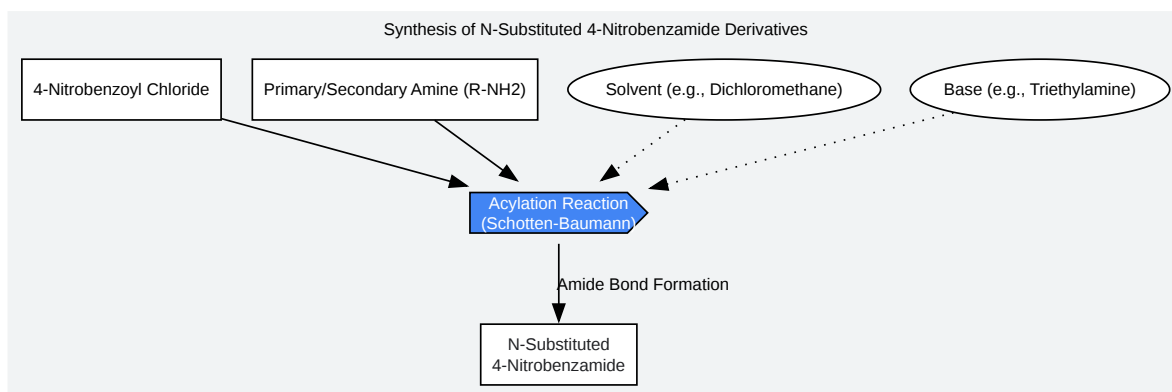 Synthesis of N-Substituted 4-Nitrobenzamide Derivatives
4-Nitrobenzoyl Chloride
Primary/Secondary Amine (R-NH2)
Solvent (e.g., Dichloromethane)
Base (e.g., Triethylamine)
Acylation Reaction
(Schotten-Baumann)
Amide Bond Formation
N-Substituted
4-Nitrobenzamide